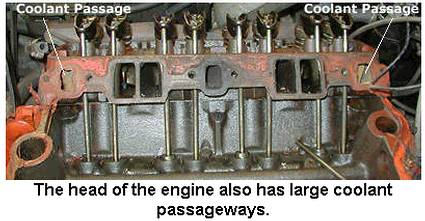 Coolant Passage
Coolant Passage
The head of the engine also has large coolant
passageways.